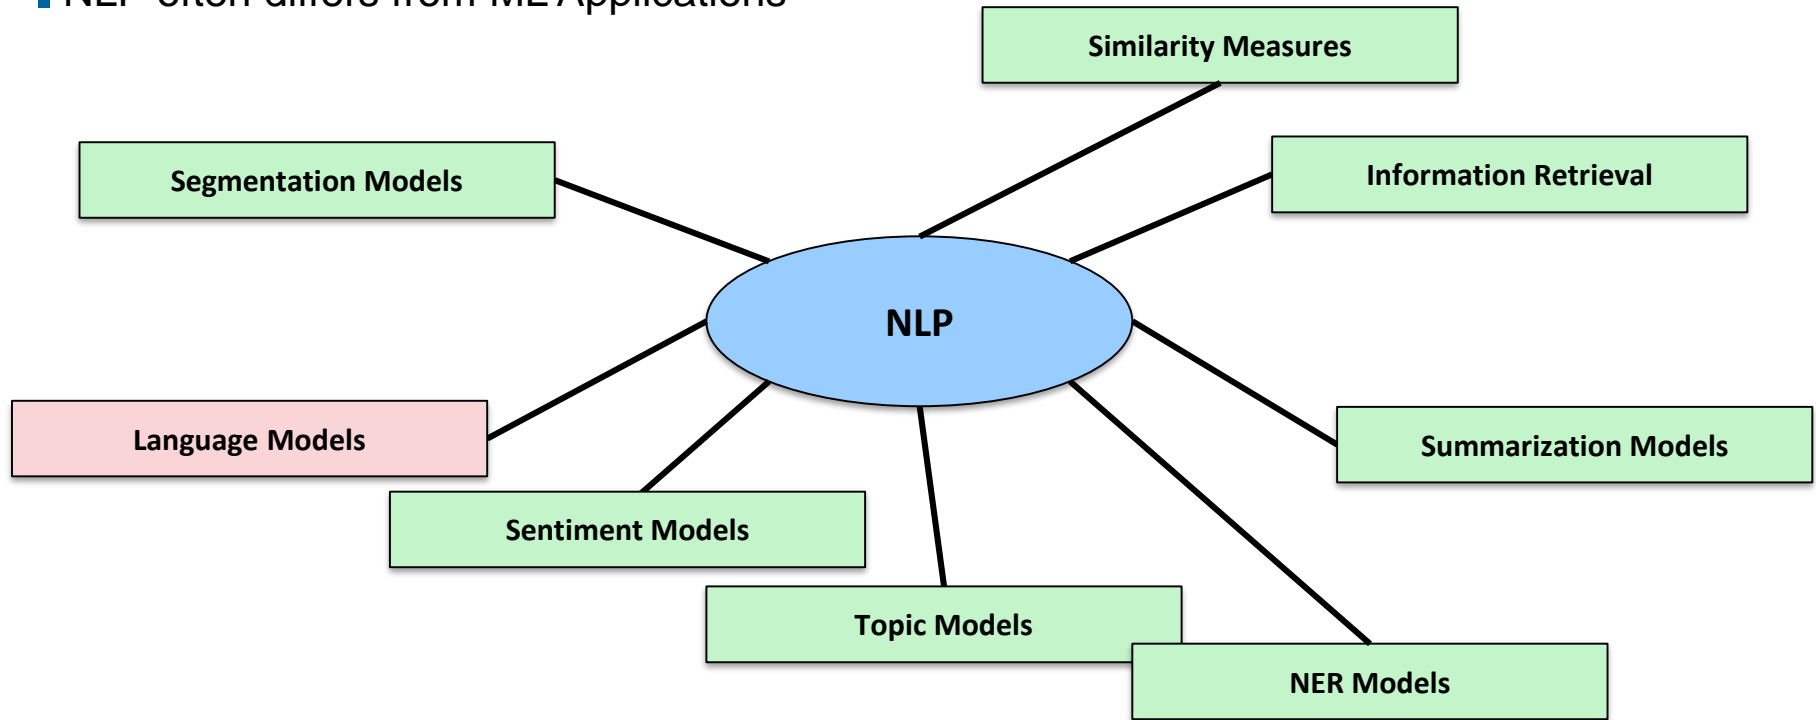 NLP often differs from ML Applications
Similarity Measures
Segmentation Models
Information Retrieval
NLP
Language Models
Summarization Models
Sentiment Models
Topic Models
NER Models